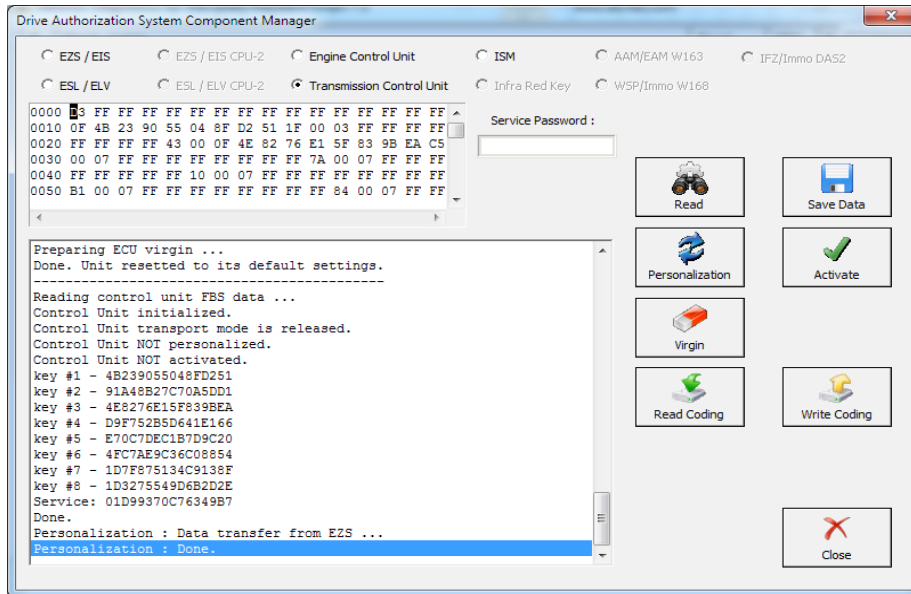 Drive Authorization System Component Manager
EZS / EIS
EZS / EIS CPU-2
Engine Control Unit
ISM
AAM/EAM W163
IFZ/Immo DAS2
ESL / ELV
ESL / ELV CPU-2
Transmission Control Unit
Infra Red Key
WSP/Immo W168
0000 D3 FF FF FF FF FF FF FF FF FF FF FF FF FF FF FF
0010 0F 4B 23 90 55 04 8F D2 51 1F 00 03 FF FF FF FF
0020 FF FF FF FF 43 00 0F 4E 82 76 E1 5F 83 9B EA C5
0030 00 07 FF FF FF FF FF FF FF FF 7A 00 07 FF FF FF
0040 FF FF FF FF FF 10 00 07 FF FF FF FF FF FF FF FF
0050 B1 00 07 FF FF FF FF FF FF FF FF 84 00 07 FF FF
Service Password :
Read
Save Data
Preparing ECU virgin ...
Done. Unit resetted to its default settings.
-----------------------------------------------
Reading control unit FBS data ...
Control Unit initialized.
Control Unit transport mode is released.
Control Unit NOT personalized.
Control Unit NOT activated.
key #1 - 4B239055048FD251
key #2 - 91A48B27C70A5DD1
key #3 - 4E8276E15F839BEA
key #4 - D9F752B5D641E166
key #5 - E70C7DEC1B7D9C20
key #6 - 4FC7AE9C36C08854
key #7 - 1D7F875134C9138F
key #8 - 1D3275549D6B2D2E
Service: 01D99370C76349B7
Done.
Personalization : Data transfer from EZS ...
Personalization : Done.
Personalization
Activate
Virgin
Read Coding
Write Coding
Close